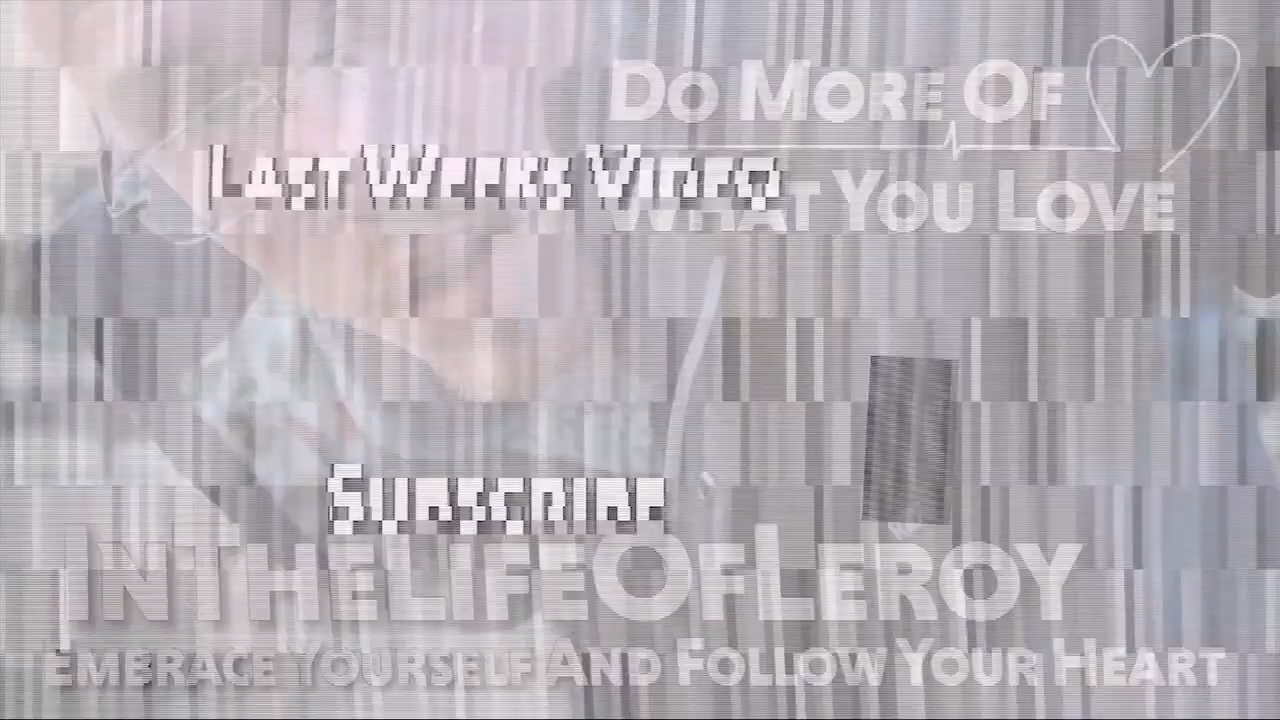 Do More Of
Last Weeks Video
What You Love
Subscribe
InTheLifeOfLeroy
Embrace Yourself And Follow Your Heart